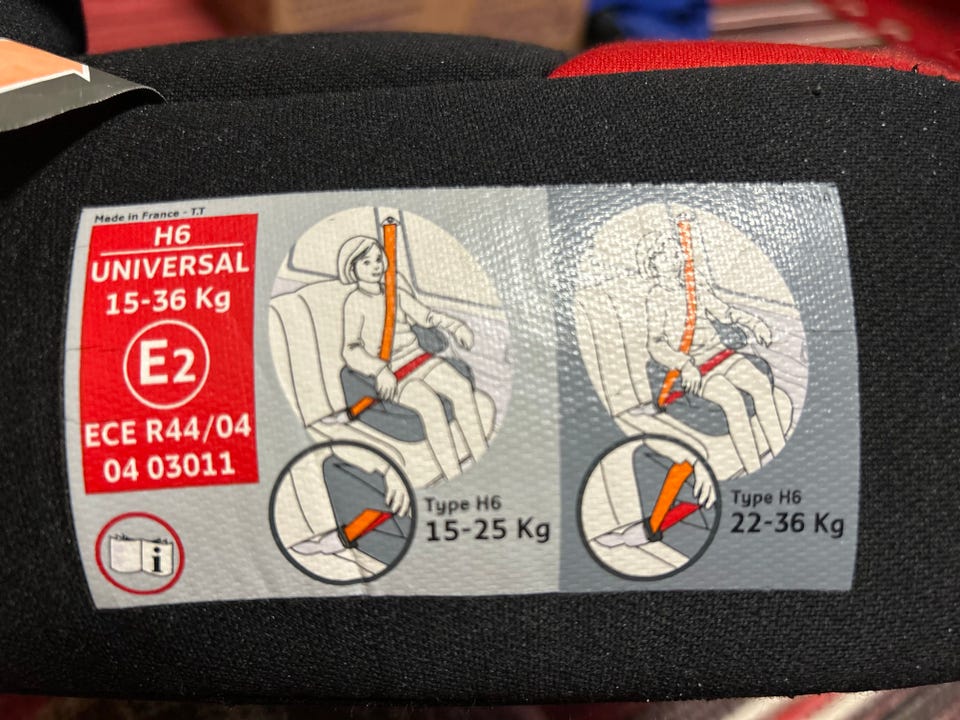 Made in France - T.T
H6
UNIVERSAL
15-36 Kg
E2
ECE R44/04
04 03011
i
Type H6
15-25 Kg
Type H6
22-36 Kg